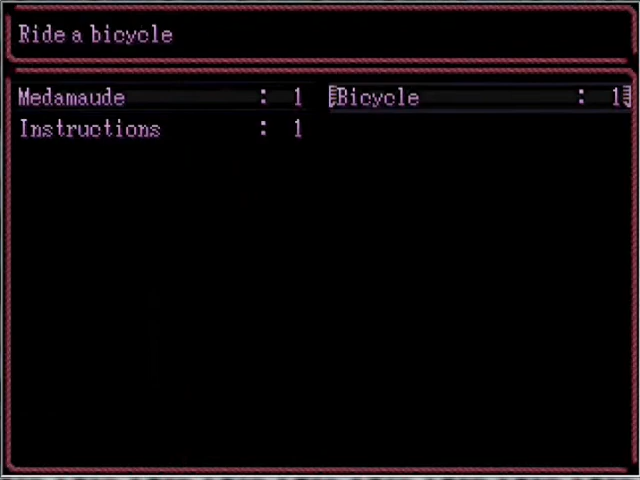 Ride a bicycle
Medamaude : 1 Bicycle : 1
Instructions : 1